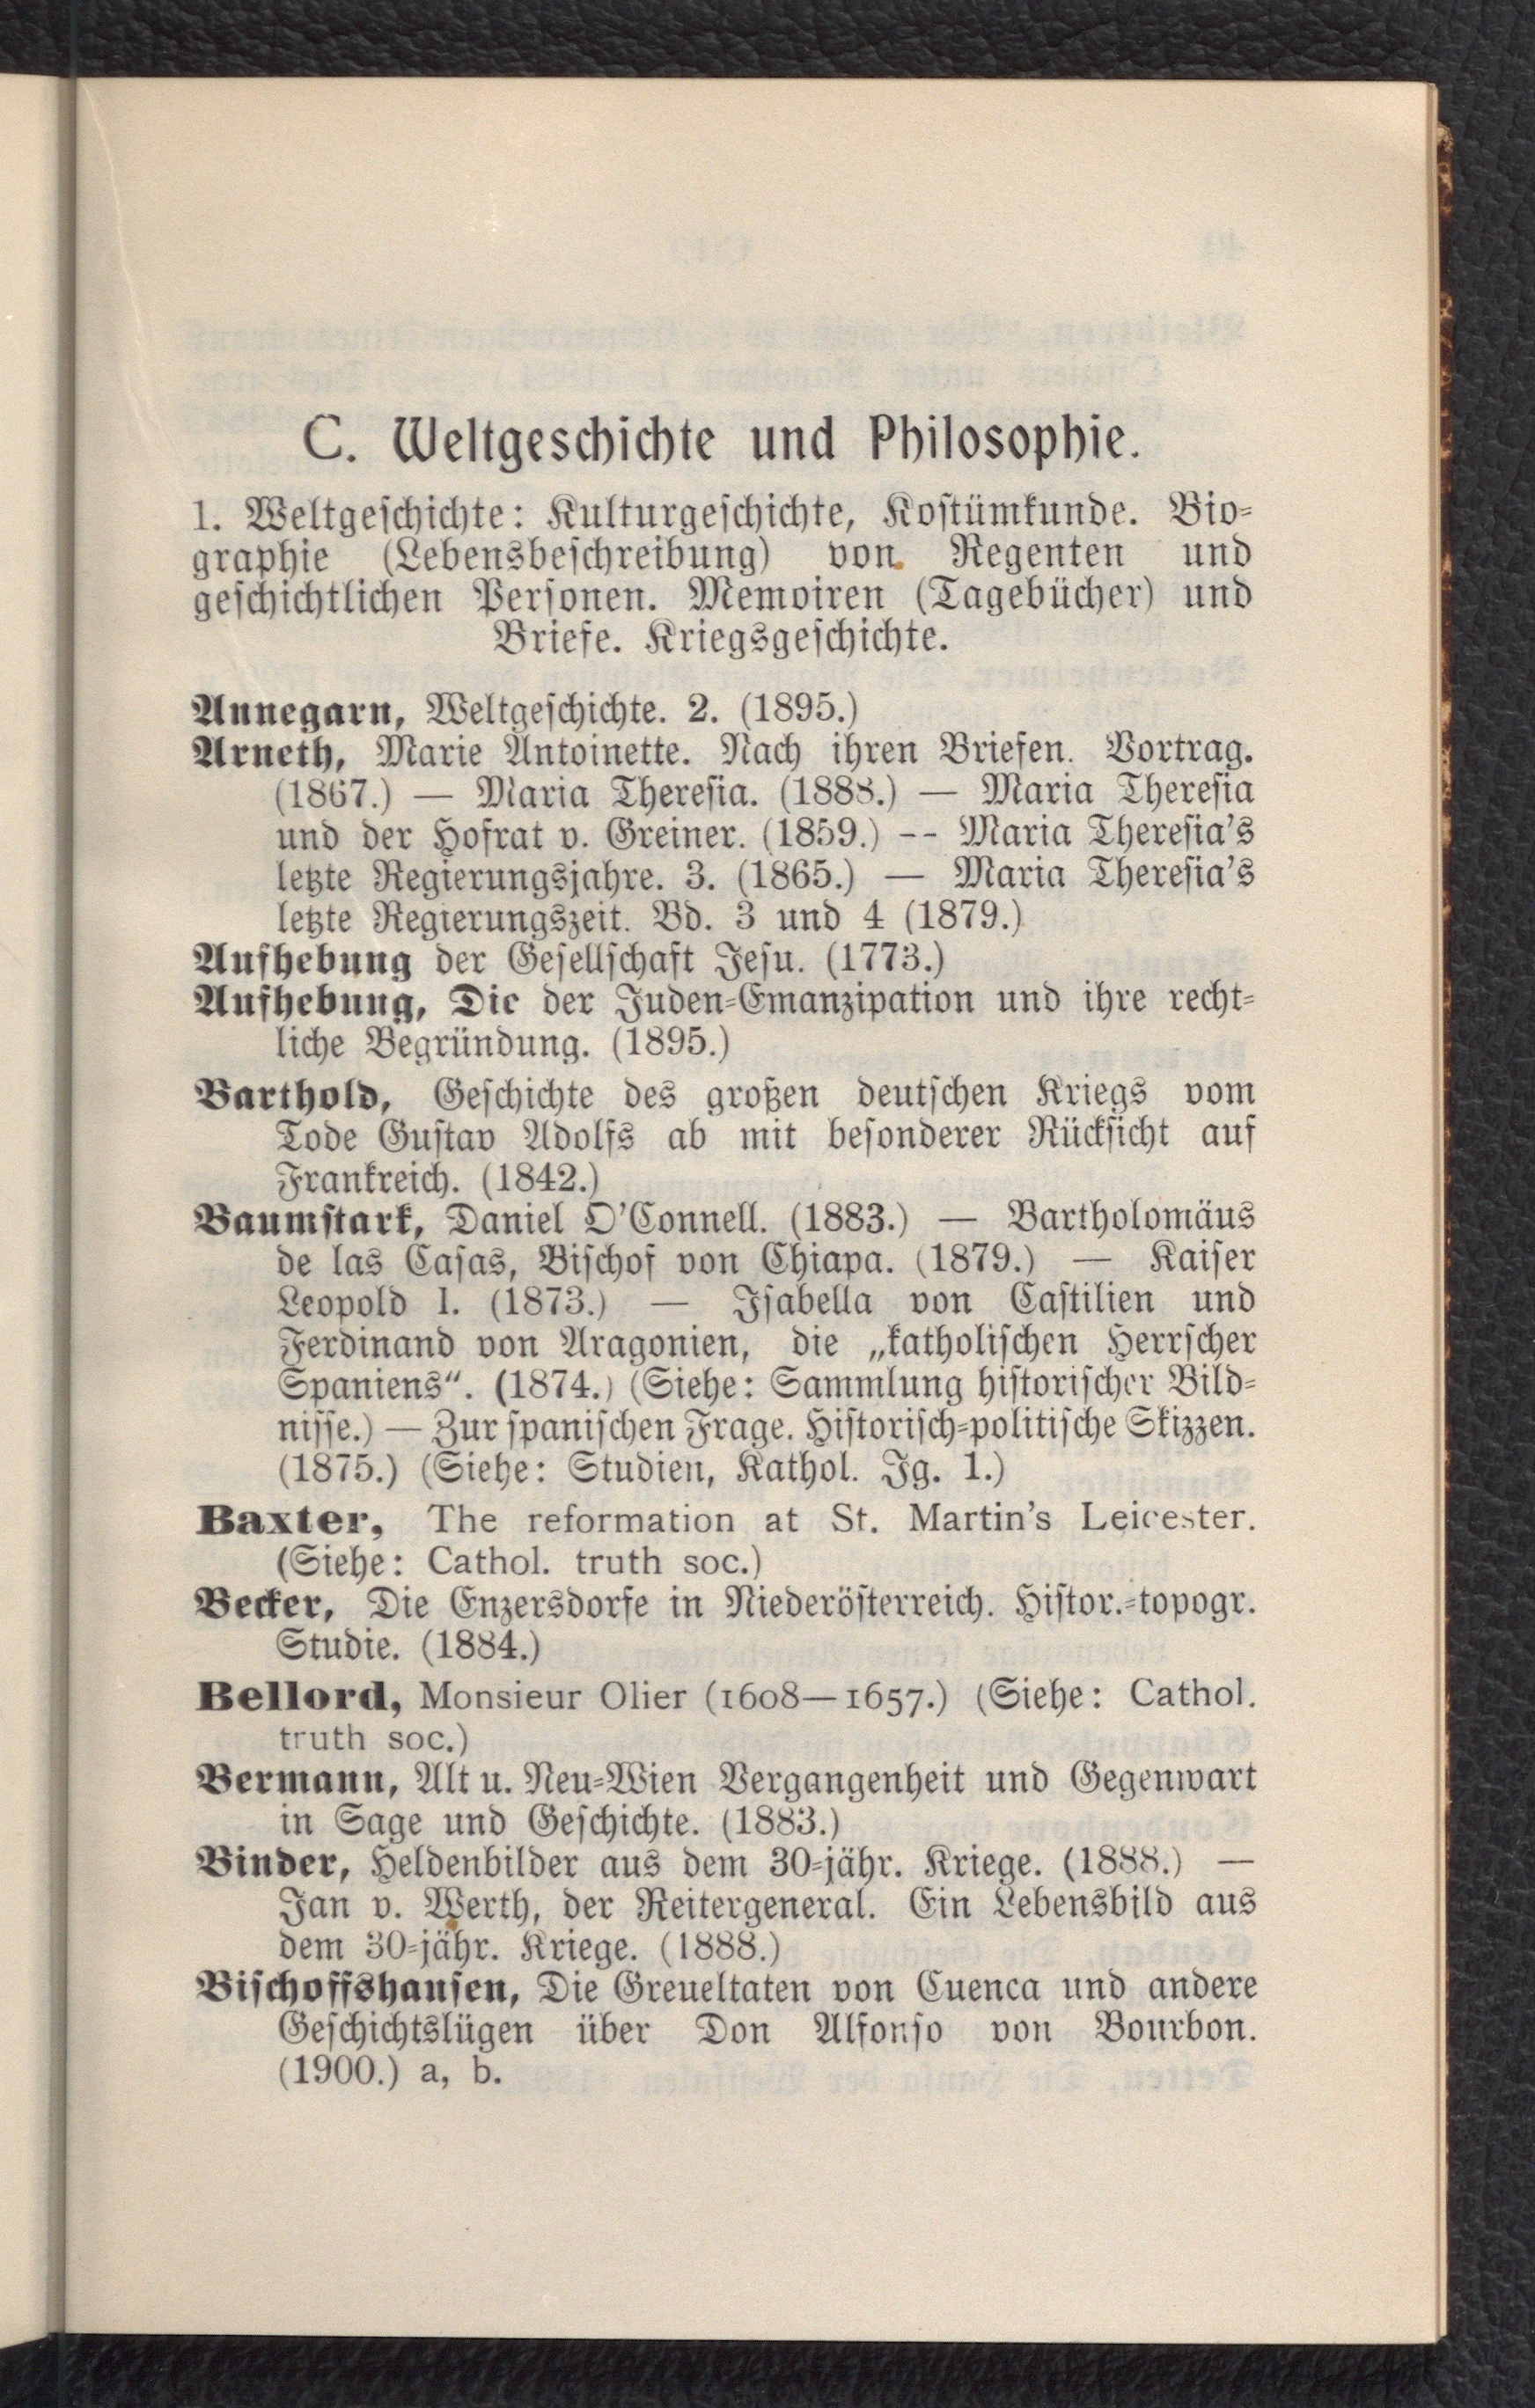 C. Weltgeschichte und Philosophie.
1. Weltgeschichte: Kulturgeschichte, Kostümkunde. Bio-
graphie (Lebensbeschreibung) von Regenten und
geschichtlichen Personen. Memoiren (Tagebücher) und
Briefe. Kriegsgeschichte.
Annegarn, Weltgeschichte. 2. (1895.)
Arneth, Marie Antoinette. Nach ihren Briefen. Vortrag.
(1867.) — Maria Theresia. (1888.) — Maria Theresia
und der Hofrat v. Greiner. (1859.) -- Maria Theresia's
letzte Regierungsjahre. 3. (1865.) — Maria Theresia's
letzte Regierungszeit. Bd. 3 und 4 (1879.)
Aufhebung der Gesellschaft Jesu. (1773.)
Aufhebung, Die der Juden-Emanzipation und ihre recht-
liche Begründung. (1895.)
Barthold, Geschichte des großen deutschen Kriegs vom
Tode Gustav Adolfs ab mit besonderer Rücksicht auf
Frankreich. (1842.)
Baumstark, Daniel O'Connell. (1883.) — Bartholomäus
de las Casas, Bischof von Chiapa. (1879.) — Kaiser
Leopold I. (1873.) — Isabella von Castilien und
Ferdinand von Aragonien, die „katholischen Herrscher
Spaniens“. (1874.) (Siehe: Sammlung historischer Bild-
nisse.) — Zur spanischen Frage. Historisch-politische Skizzen.
(1875.) (Siehe: Studien, Kathol. Jg. 1.)
Baxter, The reformation at St. Martin's Leicester.
(Siehe: Cathol. truth soc.)
Becker, Die Enzersdorfe in Niederösterreich. Histor.-topogr.
Studie. (1884.)
Bellord, Monsieur Olier (1608—1657.) (Siehe: Cathol.
truth soc.)
Bermann, Alt u. Neu-Wien Vergangenheit und Gegenwart
in Sage und Geschichte. (1883.)
Binder, Heldenbilder aus dem 30-jähr. Kriege. (1888.) —
Jan v. Werth, der Reitergeneral. Ein Lebensbild aus
dem 30-jähr. Kriege. (1888.)
Bischoffshausen, Die Greueltaten von Cuenca und andere
Geschichtslügen über Don Alfonso von Bourbon.
(1900.) a, b.